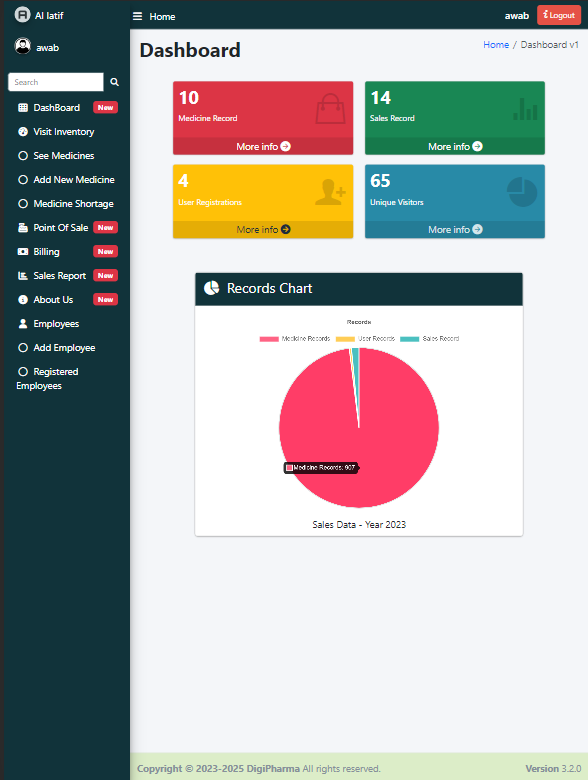 Al latif
Home
awab
Logout
awab
Dashboard
Home / Dashboard v1
Search
DashBoard New
Visit Inventory
See Medicines
Add New Medicine
Medicine Shortage
Point Of Sale New
Billing New
Sales Report New
About Us New
Employees
Add Employee
Registered
Employees
10
Medicine Record
More info
14
Sales Record
More info
4
User Registrations
More info
65
Unique Visitors
More info
Records Chart
Records
Medicine Records User Records Sales Record
Medicine Records: 907
Sales Data - Year 2023
Copyright © 2023-2025 DigiPharma All rights reserved.
Version 3.2.0